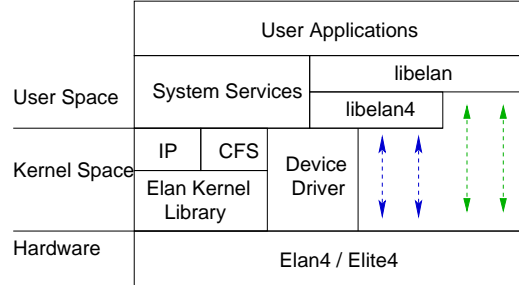 User Applications
System Services
libelan
User Space
libelan4
IP
CFS
Device
Driver
Kernel Space
Elan Kernel
Library
Hardware
Elan4 / Elite4